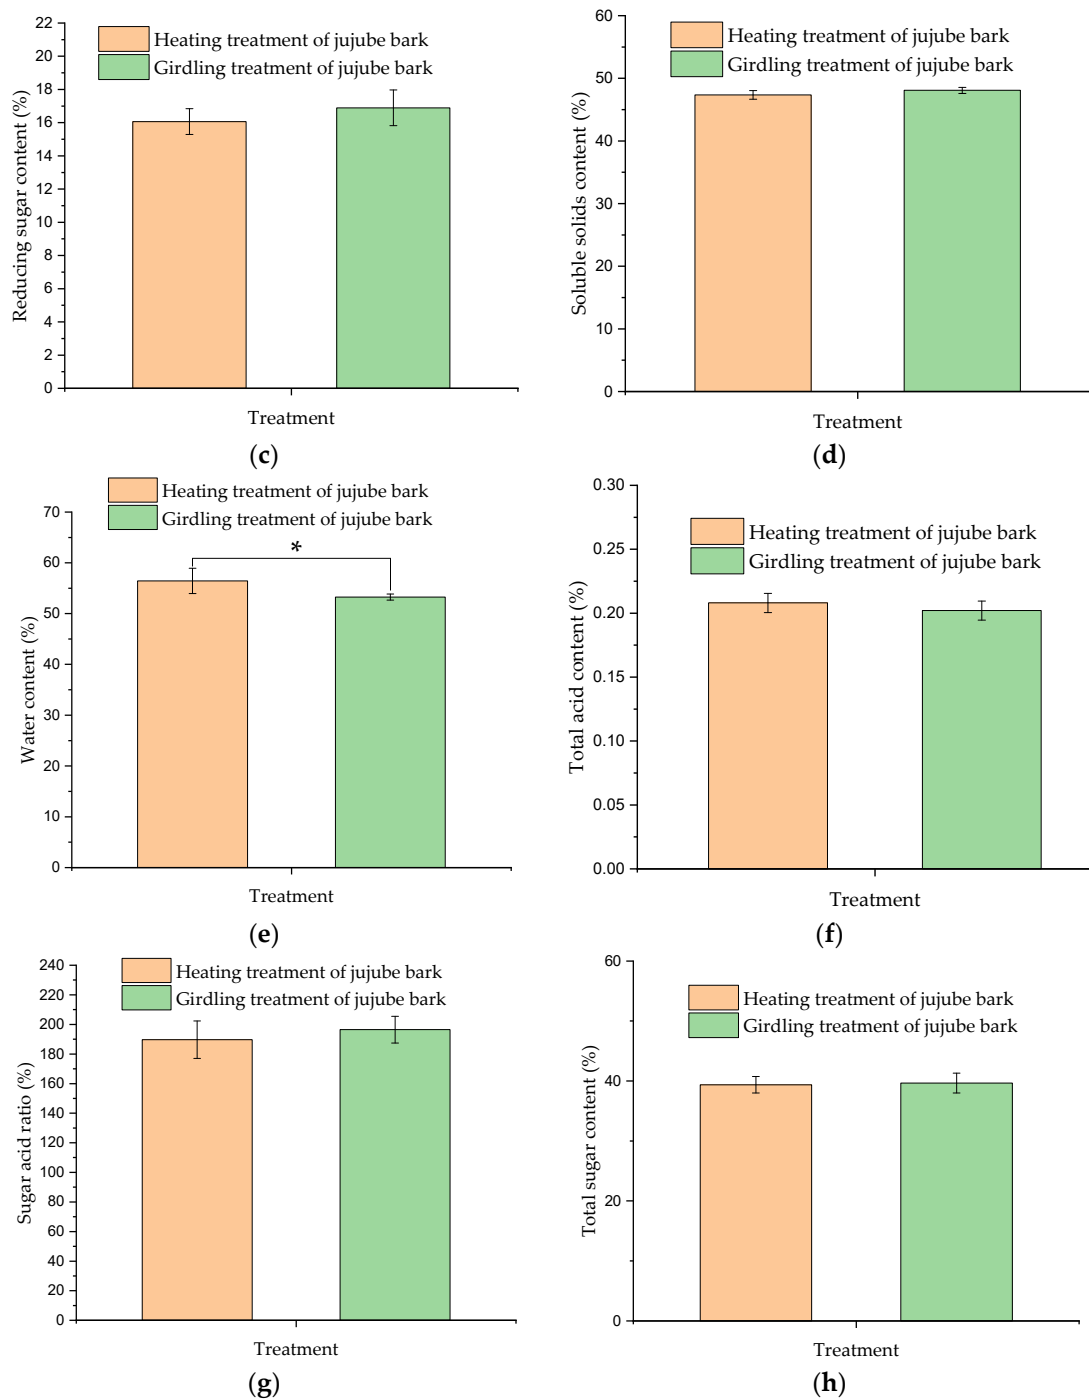 Heating treatment of jujube bark
Girdling treatment of jujube bark
Reducing sugar content (%)
22
20
18
16
14
12
10
8
6
4
2
0
Treatment
(c)
Heating treatment of jujube bark
Girdling treatment of jujube bark
Soluble solids content (%)
60
50
40
30
20
10
0
Treatment
(d)
Heating treatment of jujube bark
Girdling treatment of jujube bark
*
Water content (%)
70
60
50
40
30
20
10
0
Treatment
(e)
Heating treatment of jujube bark
Girdling treatment of jujube bark
Total acid content (%)
0.30
0.25
0.20
0.15
0.10
0.05
0.00
Treatment
(f)
Heating treatment of jujube bark
Girdling treatment of jujube bark
Sugar acid ratio (%)
240
220
200
180
160
140
120
100
80
60
40
20
0
Treatment
(g)
Heating treatment of jujube bark
Girdling treatment of jujube bark
Total sugar content (%)
60
40
20
0
Treatment
(h)